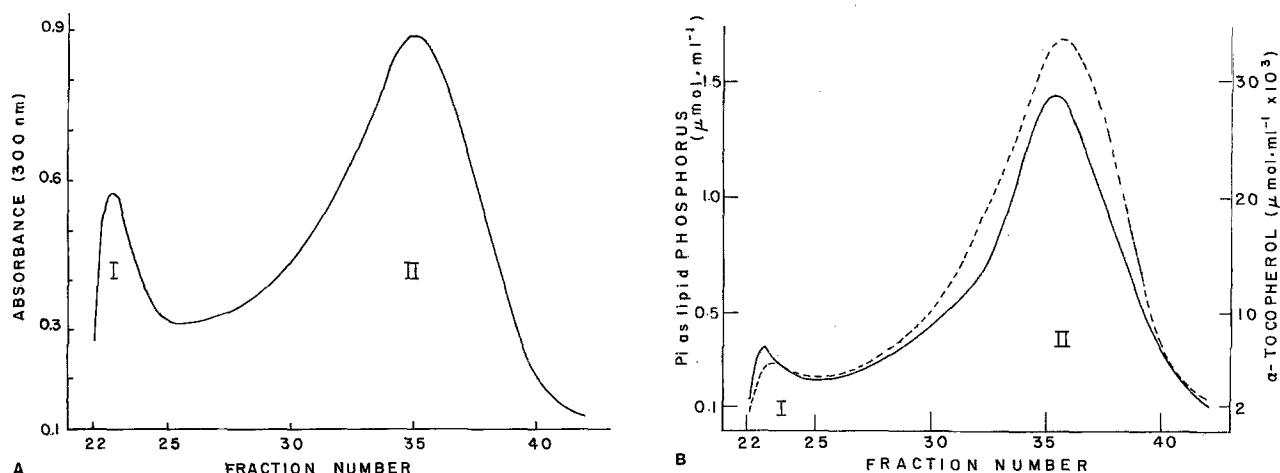 0.9
0.6
0.3
0.1
ABSORBANCE (300 nm)
I
II
22 25 30 35 40
FRACTION NUMBER
A
Pi as lipid PHOSPHORUS
(μmol·ml⁻¹)
1.5
1.0
0.5
0.1
I
II
30
20
10
2
α-TOCOPHEROL (μmol·ml⁻¹ x10³)
22 25 30 35 40
FRACTION NUMBER
B